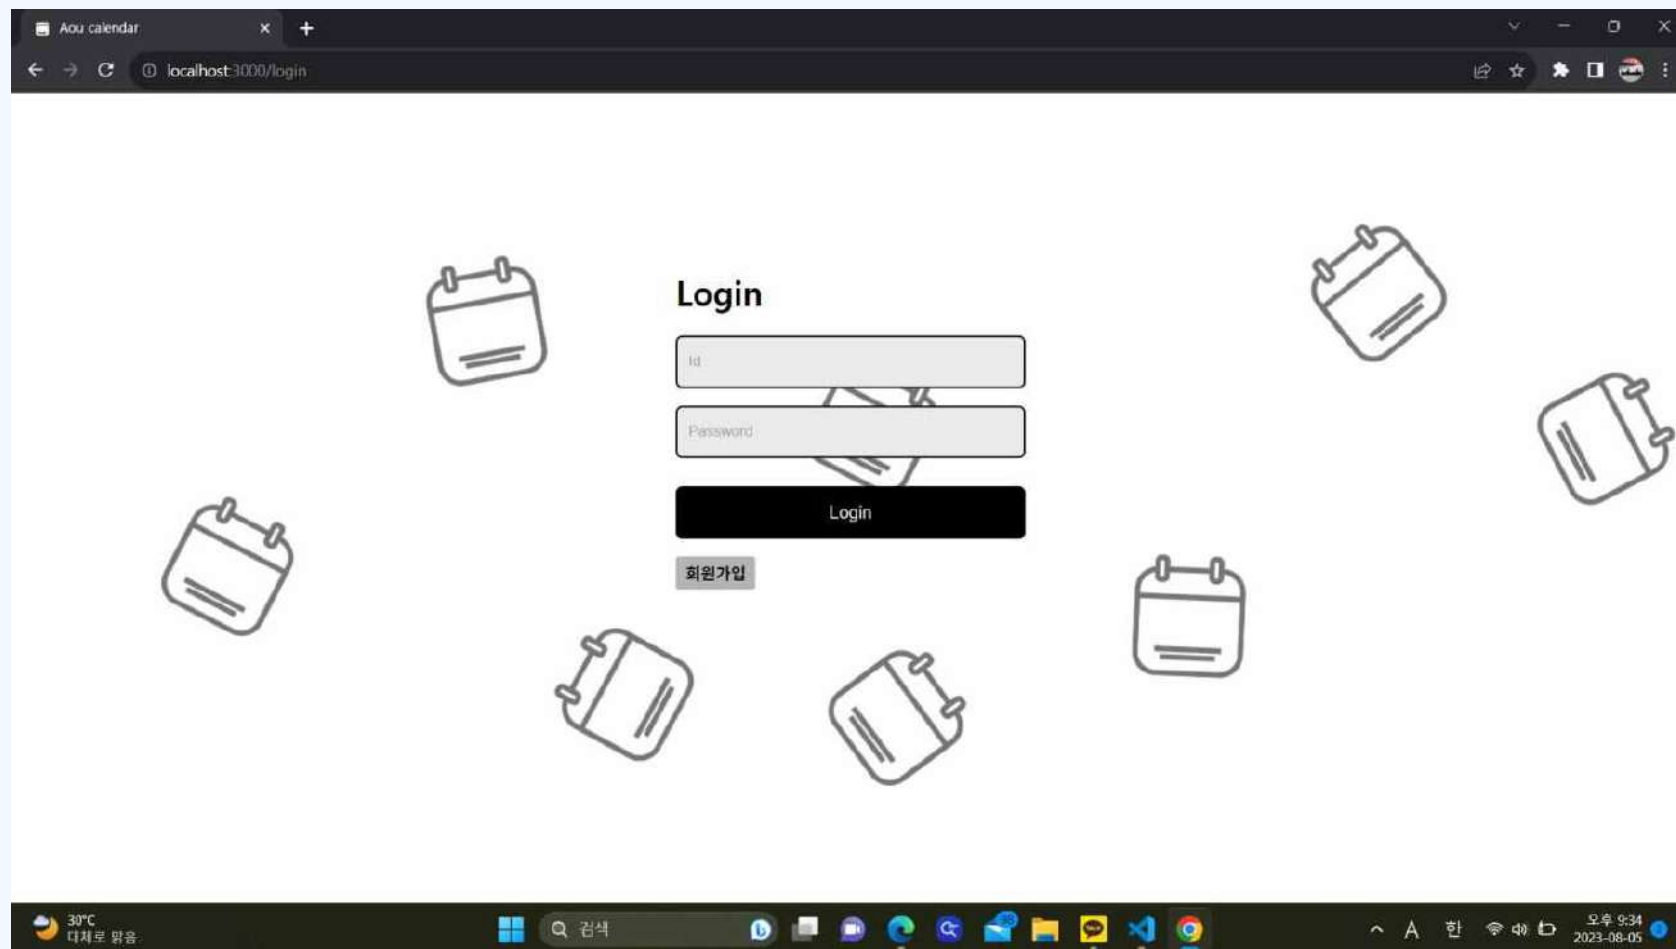 Aou calendar
localhost:3000/login
Login
Id
Password
Login
회원가입
30°C
대체로 맑음
검색
A 한
오후 9:34
2023-08-05